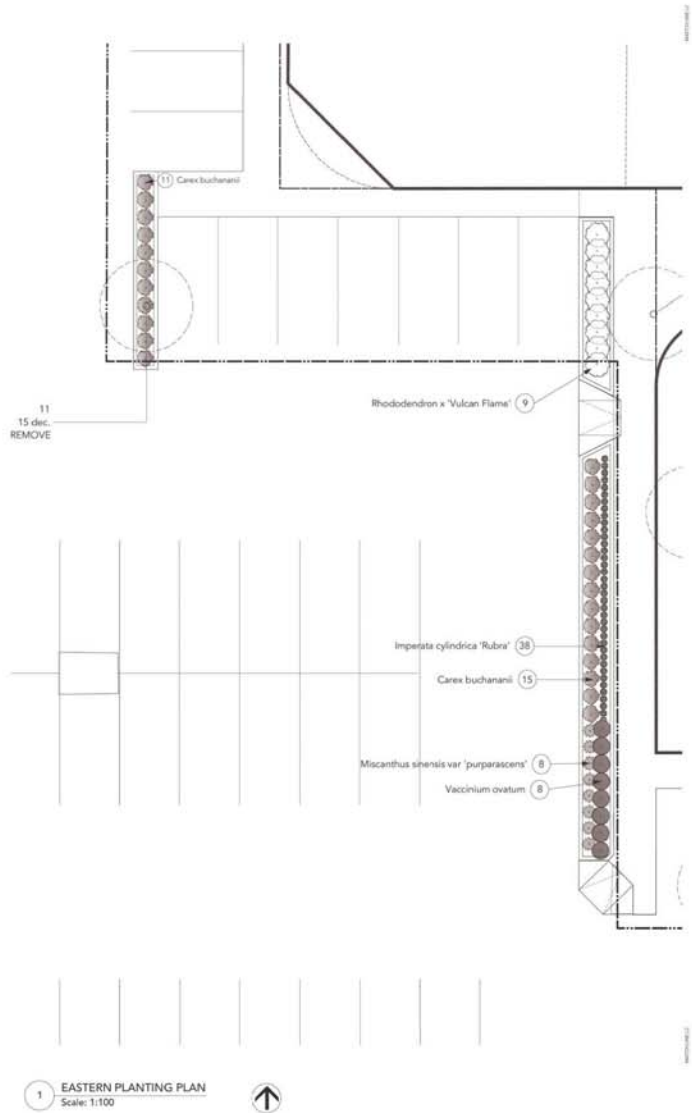 11 Carex buchananii
11
15 dec.
REMOVE
Rhododendron x 'Vulcan Flame' 9
Imperata cylindrica 'Rubra' 38
Carex buchananii 15
Miscanthus sinensis var 'purparascens' 8
Vaccinium ovatum 8
1 EASTERN PLANTING PLAN
Scale: 1:100